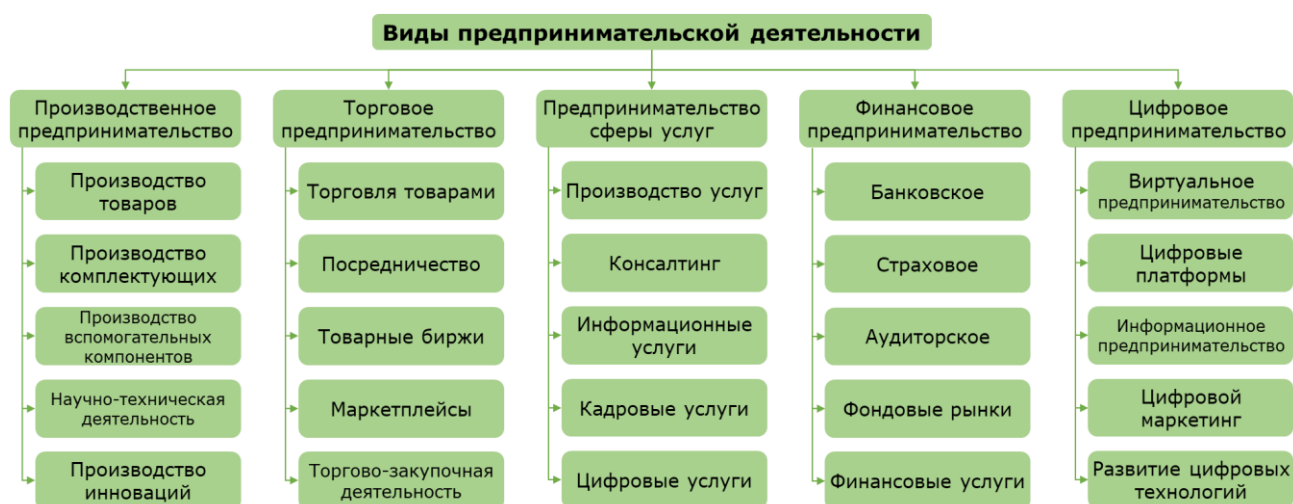 Виды предпринимательской деятельности
Производственное
предпринимательство
Производство
товаров
Производство
комплектующих
Производство
вспомогательных
компонентов
Научно-техническая
деятельность
Производство
инноваций
Торговое
предпринимательство
Торговля товарами
Посредничество
Товарные биржи
Маркетплейсы
Торгово-закупочная
деятельность
Предпринимательство
сферы услуг
Производство услуг
Консалтинг
Информационные
услуги
Кадровые услуги
Цифровые услуги
Финансовое
предпринимательство
Банковское
Страховое
Аудиторское
Фондовые рынки
Финансовые услуги
Цифровое
предпринимательство
Виртуальное
предпринимательство
Цифровые
платформы
Информационное
предпринимательство
Цифровой
маркетинг
Развитие цифровых
технологий